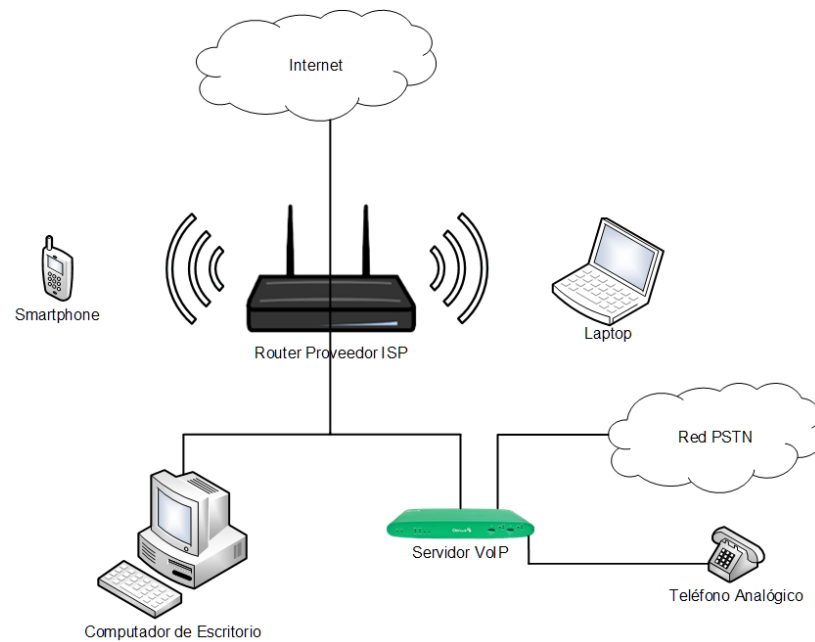 Internet
Smartphone
Laptop
Router Proveedor ISP
Red PSTN
Servidor VoIP
Teléfono Analógico
Computador de Escritorio